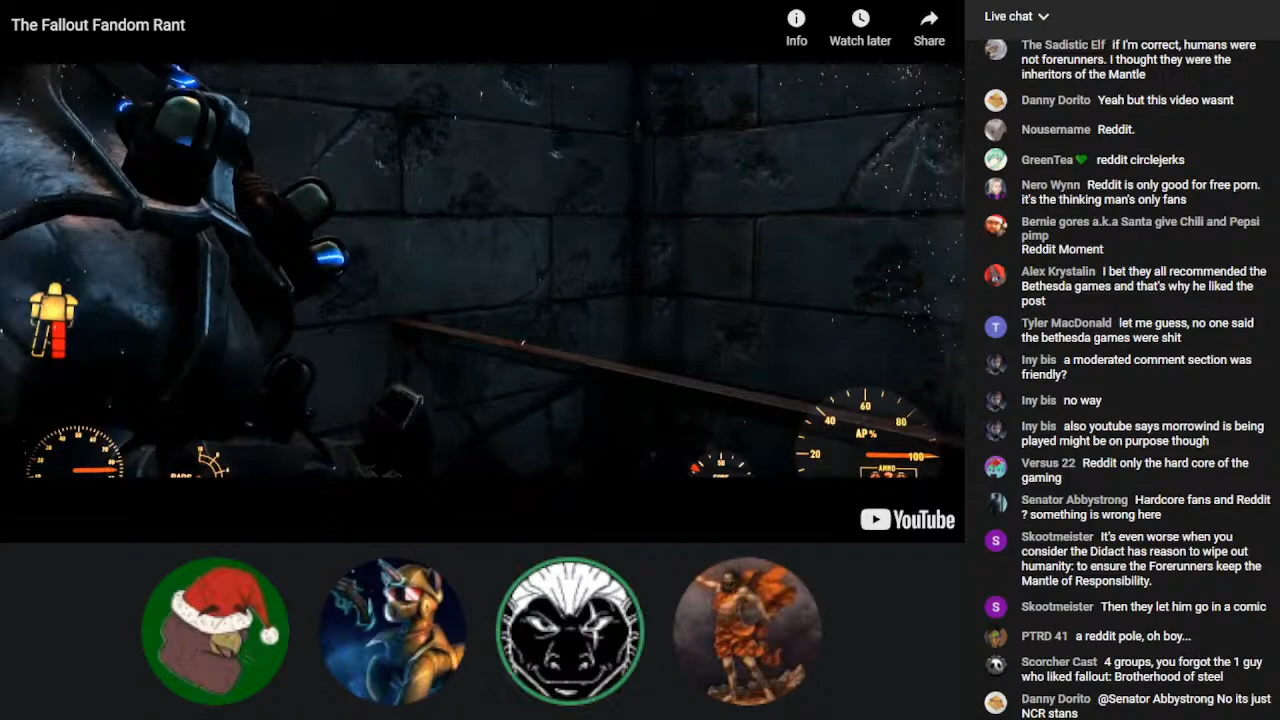 The Fallout Fandom Rant
Info
Watch later
Share
60
40
80
AP%
20
100
AMMO
50
YouTube
Live chat
The Sadistic Elf if I'm correct, humans were
not forerunners. I thought they were the
inheritors of the Mantle
Danny Dorito Yeah but this video wasnt
Nousername Reddit.
GreenTea💚 reddit circlejerks
Nero Wynn Reddit is only good for free porn.
it's the thinking man's only fans
Bernie gores a.k.a Santa give Chili and Pepsi
pimp
Reddit Moment
Alex Krystalin I bet they all recommended the
Bethesda games and that's why he liked the
post
T
Tyler MacDonald let me guess, no one said
the bethesda games were shit
Iny bis a moderated comment section was
friendly?
Iny bis no way
Iny bis also youtube says morrowind is being
played might be on purpose though
Versus 22 Reddit only the hard core of the
gaming
Senator Abbystrong Hardcore fans and Reddit
? something is wrong here
S
Skootmeister It's even worse when you
consider the Didact has reason to wipe out
humanity: to ensure the Forerunners keep the
Mantle of Responsibility.
S
Skootmeister Then they let him go in a comic
PTRD 41 a reddit pole, oh boy...
Scorcher Cast 4 groups, you forgot the 1 guy
who liked fallout: Brotherhood of steel
Danny Dorito @Senator Abbystrong No its just
NCR stans